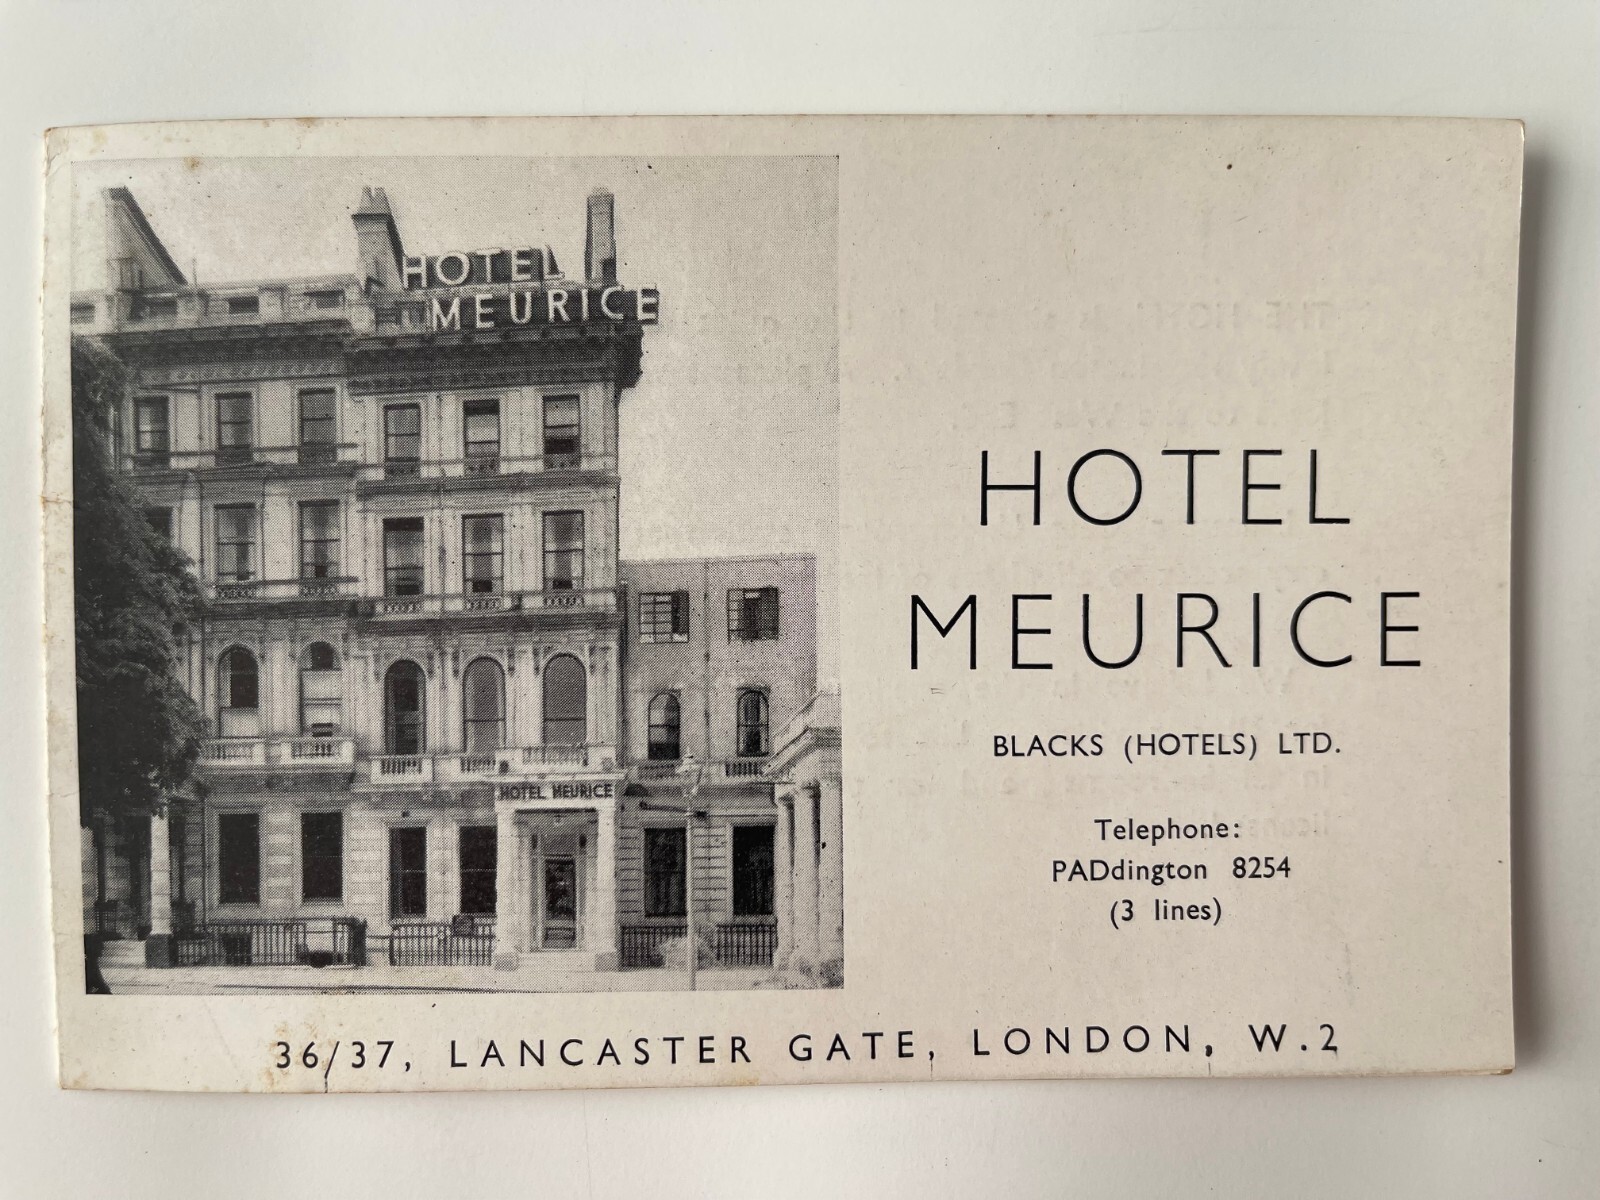 HOTEL
MEURICE
HOTEL MEURICE
HOTEL
MEURICE
BLACKS (HOTELS) LTD.
Telephone:
PADdington 8254
(3 lines)
36/37, LANCASTER GATE, LONDON, W.2